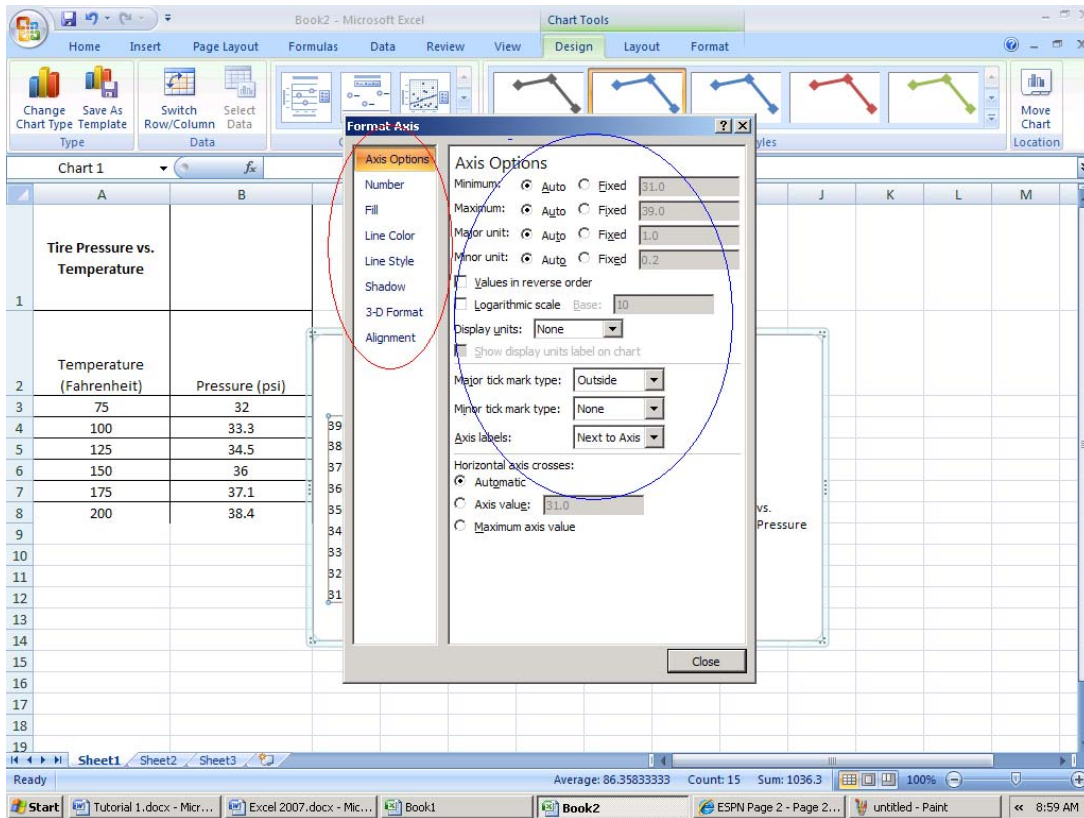 Book2 - Microsoft Excel
Chart Tools
Home Insert Page Layout Formulas Data Review View Design Layout Format
Change Chart Type
Save As Template
Switch Row/Column
Select Data
Move Chart
Type
Data
Location
Chart 1
fx
A B J K L M
1 Tire Pressure vs. Temperature
2 Temperature (Fahrenheit) Pressure (psi)
3 75 32
4 100 33.3
5 125 34.5
6 150 36
7 175 37.1
8 200 38.4
9
10
11
12
13
14
15
16
17
18
19
39
38
37
36
35
34
33
32
31
vs.
Pressure
Format Axis
Axis Options
Number
Fill
Line Color
Line Style
Shadow
3-D Format
Alignment
Axis Options
Minimum: Auto Fixed 31.0
Maximum: Auto Fixed 39.0
Major unit: Auto Fixed 1.0
Minor unit: Auto Fixed 0.2
Values in reverse order
Logarithmic scale Base: 10
Display units: None
Show display units label on chart
Major tick mark type: Outside
Minor tick mark type: None
Axis labels: Next to Axis
Horizontal axis crosses:
Automatic
Axis value: 31.0
Maximum axis value
Close
Sheet1 Sheet2 Sheet3
Ready Average: 86.35833333 Count: 15 Sum: 1036.3 100%
Start Tutorial 1.docx - Micr... Excel 2007.docx - Mic... Book1 Book2 ESPN Page 2 - Page 2... untitled - Paint « 8:59 AM